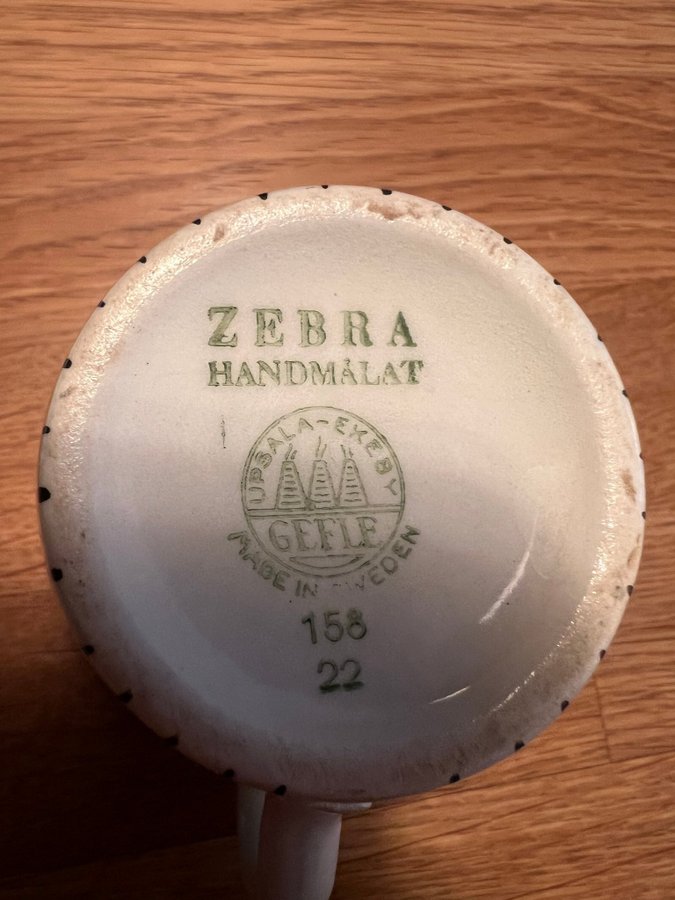 ZEBRA
HANDMÅLAT
UPSALA-EKEBY
GEFLE
MADE IN SWEDEN
158
22